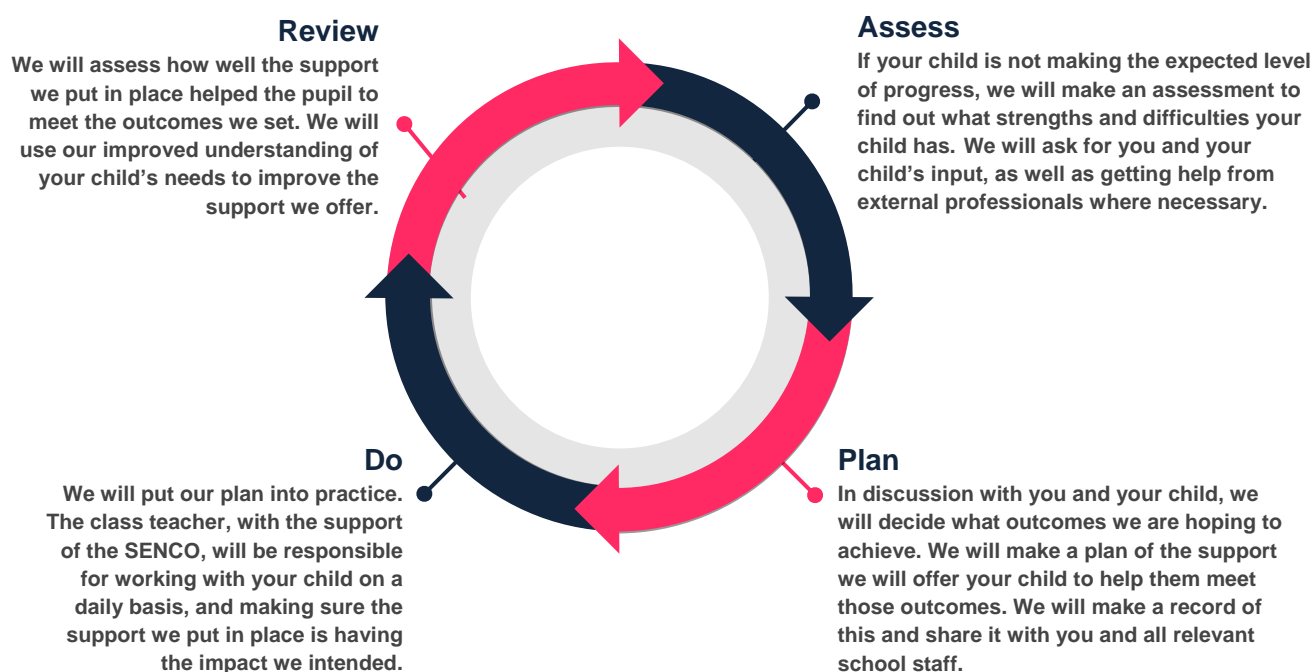 Review
We will assess how well the support
we put in place helped the pupil to
meet the outcomes we set. We will
use our improved understanding of
your child’s needs to improve the
support we offer.
Assess
If your child is not making the expected level
of progress, we will make an assessment to
find out what strengths and difficulties your
child has. We will ask for you and your
child’s input, as well as getting help from
external professionals where necessary.
Do
We will put our plan into practice.
The class teacher, with the support
of the SENCO, will be responsible
for working with your child on a
daily basis, and making sure the
support we put in place is having
the impact we intended.
Plan
In discussion with you and your child, we
will decide what outcomes we are hoping to
achieve. We will make a plan of the support
we will offer your child to help them meet
those outcomes. We will make a record of
this and share it with you and all relevant
school staff.